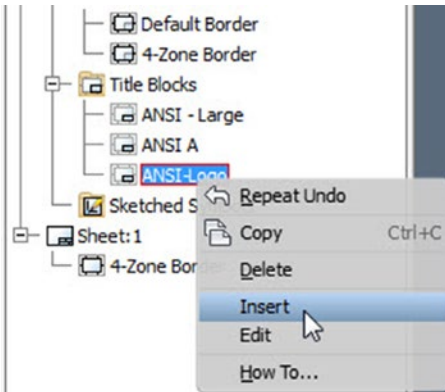 Default Border
4-Zone Border
Title Blocks
ANSI - Large
ANSI A
ANSI-Logo
Repeat Undo
Sketched S
Copy Ctrl+C
Sheet:1
4-Zone Bor
Delete
Insert
Edit
How To...